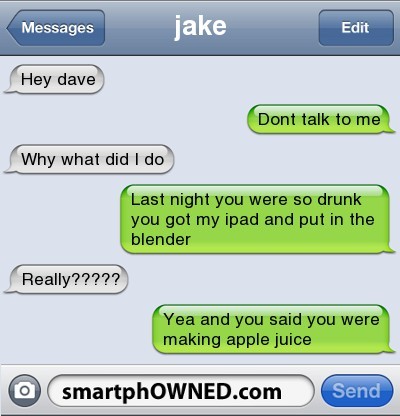 Messages
jake
Edit
Hey dave
Dont talk to me
Why what did I do
Last night you were so drunk
you got my ipad and put in the
blender
Really?????
Yea and you said you were
making apple juice
smartphOWNED.com
Send